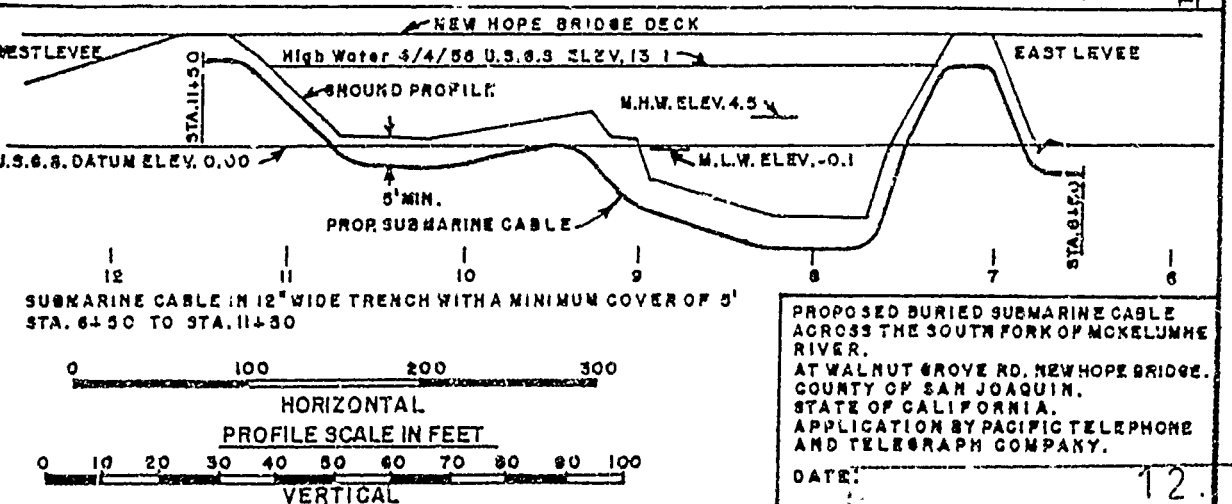 NEW HOPE BRIDGE DECK
WEST LEVEE
High Water 4/4/58 U.S.G.S ELEV. 13 1
EAST LEVEE
STA. 11+50
GROUND PROFILE
M.H.W. ELEV. 4.5
U.S.G.S. DATUM ELEV. 0.00
M.L.W. ELEV. -0.1
5' MIN.
PROP. SUBMARINE CABLE
STA. 6+50
12 11 10 9 8 7 6
SUBMARINE CABLE IN 12" WIDE TRENCH WITH A MINIMUM COVER OF 5'
STA. 6+50 TO STA. 11+50
0 100 200 300
HORIZONTAL
PROFILE SCALE IN FEET
0 10 20 30 40 50 60 70 80 90 100
VERTICAL
PROPOSED BURIED SUBMARINE CABLE
ACROSS THE SOUTH FORK OF MOKELUMNE
RIVER.
AT WALNUT GROVE RD. NEW HOPE BRIDGE.
COUNTY OF SAN JOAQUIN.
STATE OF CALIFORNIA.
APPLICATION BY PACIFIC TELEPHONE
AND TELEGRAPH COMPANY.
DATE:
12.